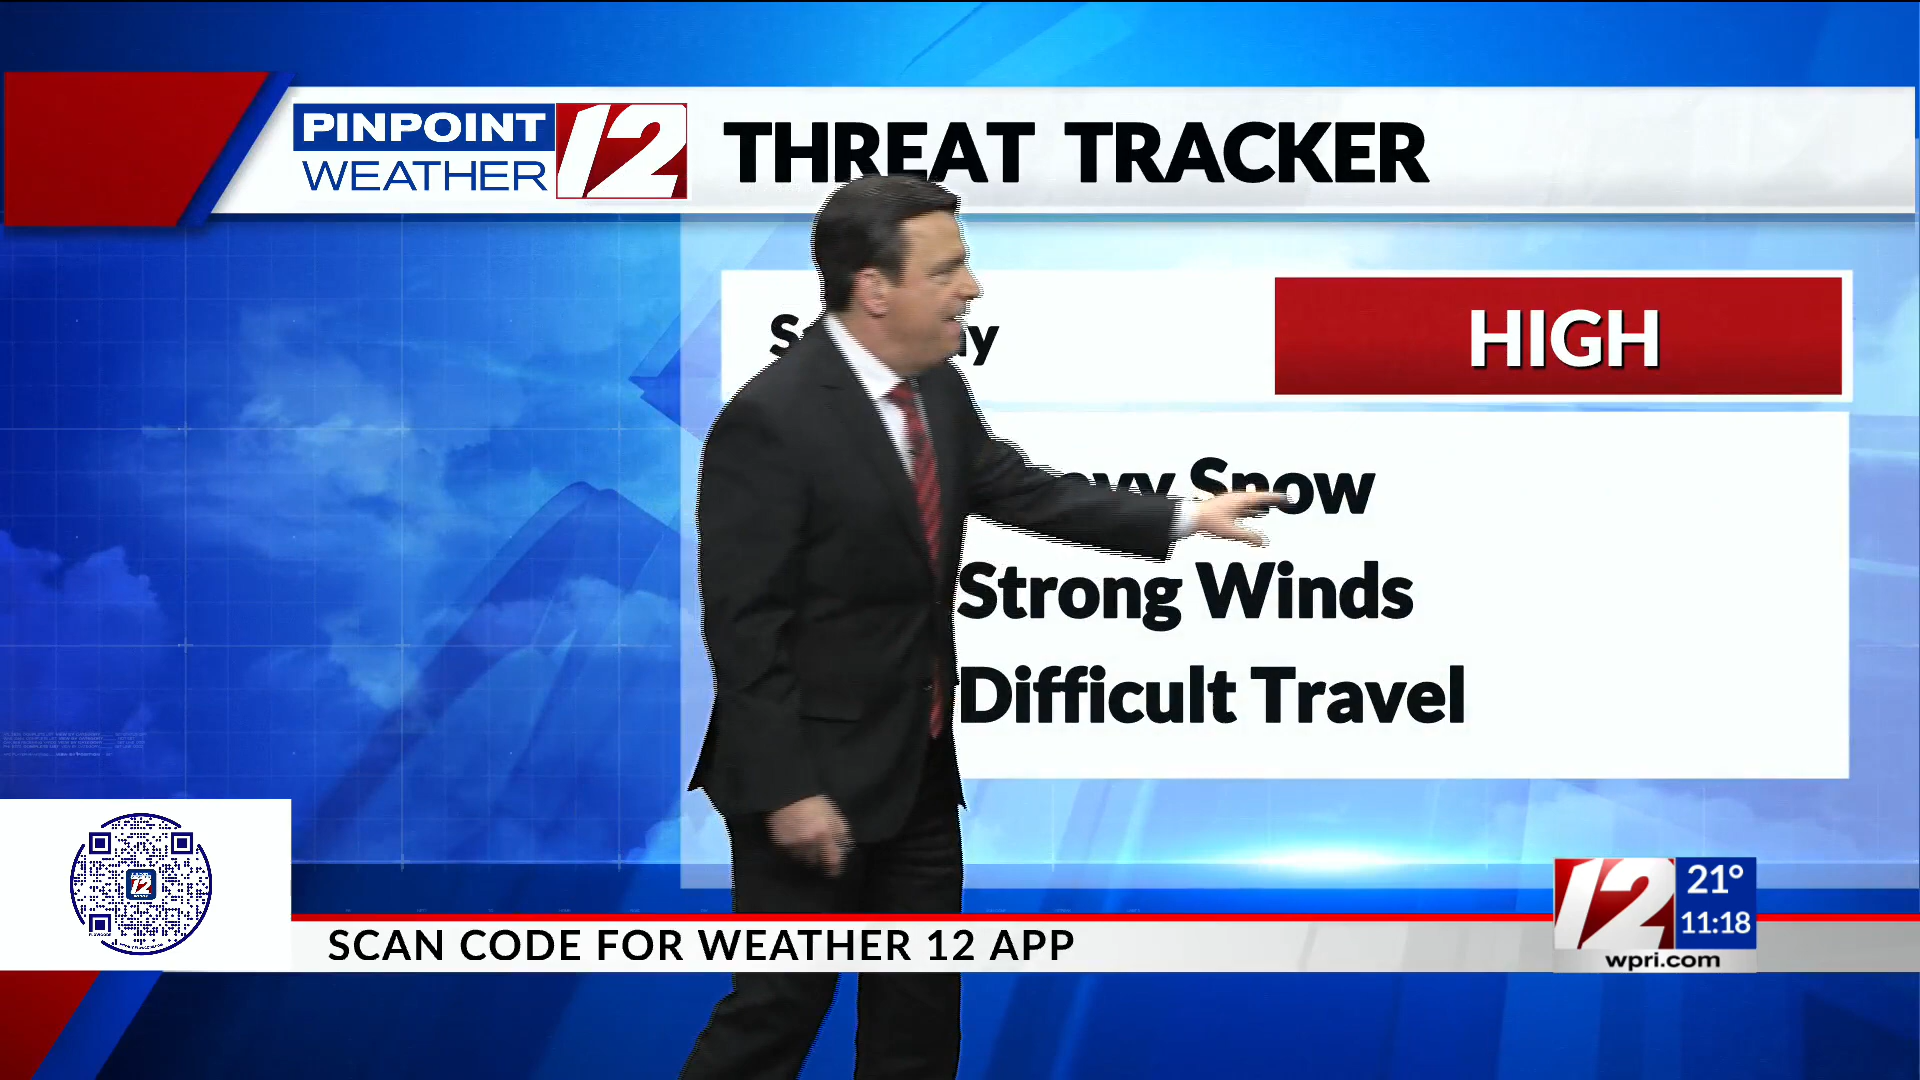 PINPOINT
WEATHER
12
THREAT TRACKER
HIGH
Snow
Strong Winds
Difficult Travel
12
SCAN CODE FOR WEATHER 12 APP
12
21°
11:18
wpri.com